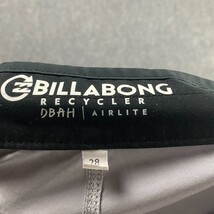 BILLABONG
RECYCLER
DBAH | AIRLITE
28